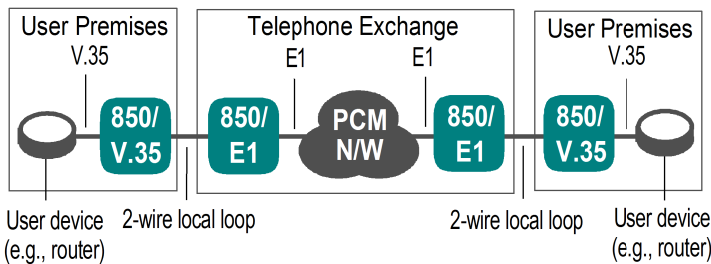 User Premises
Telephone Exchange
User Premises
V.35
E1
E1
V.35
850/
V.35
850/
E1
PCM
N/W
850/
E1
850/
V.35
User device
(e.g., router)
2-wire local loop
2-wire local loop
User device
(e.g., router)